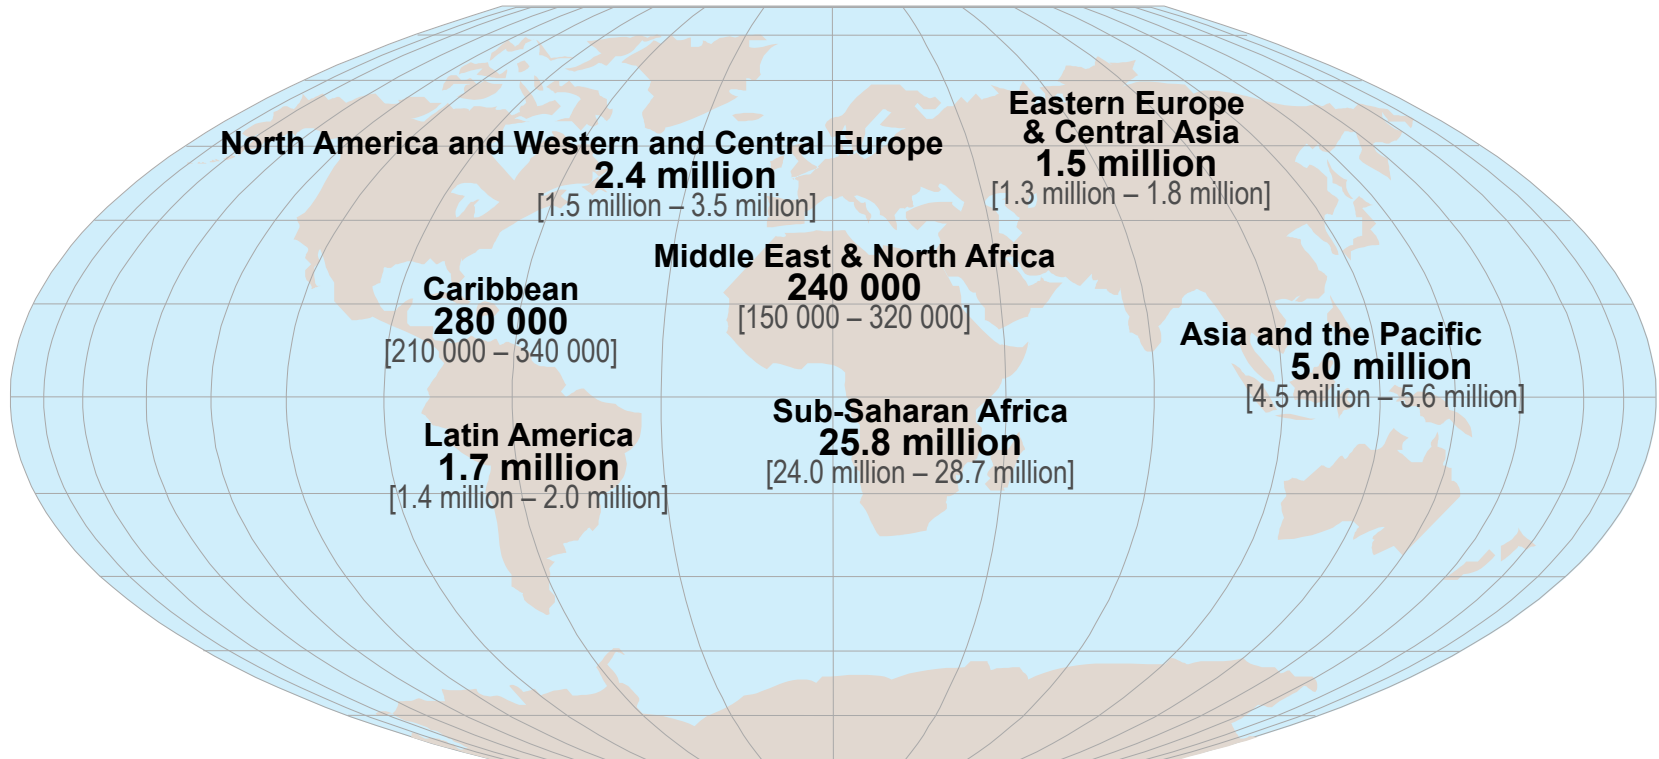 North America and Western and Central Europe
2.4 million
[1.5 million – 3.5 million]
Eastern Europe
& Central Asia
1.5 million
[1.3 million – 1.8 million]
Middle East & North Africa
240 000
[150 000 – 320 000]
Caribbean
280 000
[210 000 – 340 000]
Asia and the Pacific
5.0 million
[4.5 million – 5.6 million]
Sub-Saharan Africa
25.8 million
[24.0 million – 28.7 million]
Latin America
1.7 million
[1.4 million – 2.0 million]